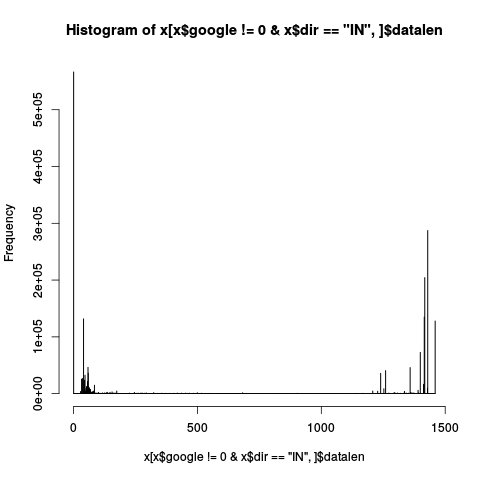 Histogram of x[x$google != 0 & x$dir == "IN", ]$datalen
Frequency
5e+05
4e+05
3e+05
2e+05
1e+05
0e+00
0 500 1000 1500
x[x$google != 0 & x$dir == "IN", ]$datalen